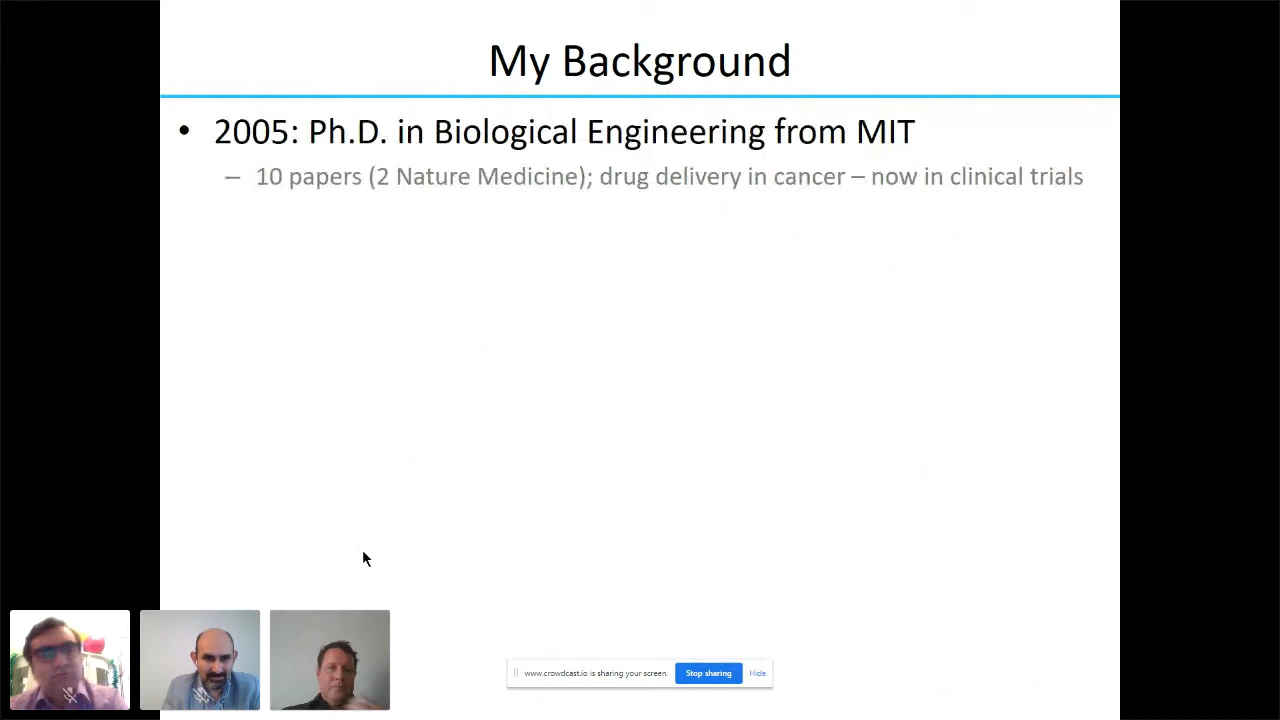 My Background
• 2005: Ph.D. in Biological Engineering from MIT
– 10 papers (2 Nature Medicine); drug delivery in cancer – now in clinical trials
www.crowdcast.io is sharing your screen. Stop sharing Hide